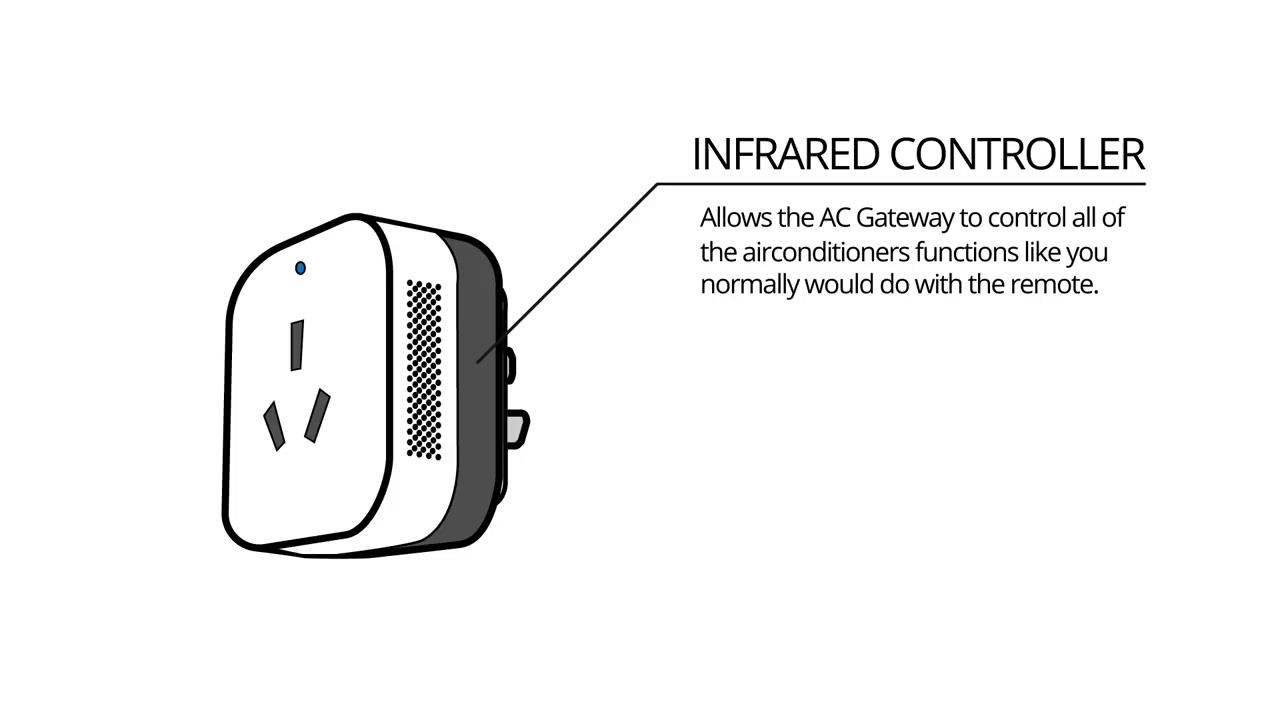 INFRARED CONTROLLER
Allows the AC Gateway to control all of
the airconditioners functions like you
normally would do with the remote.